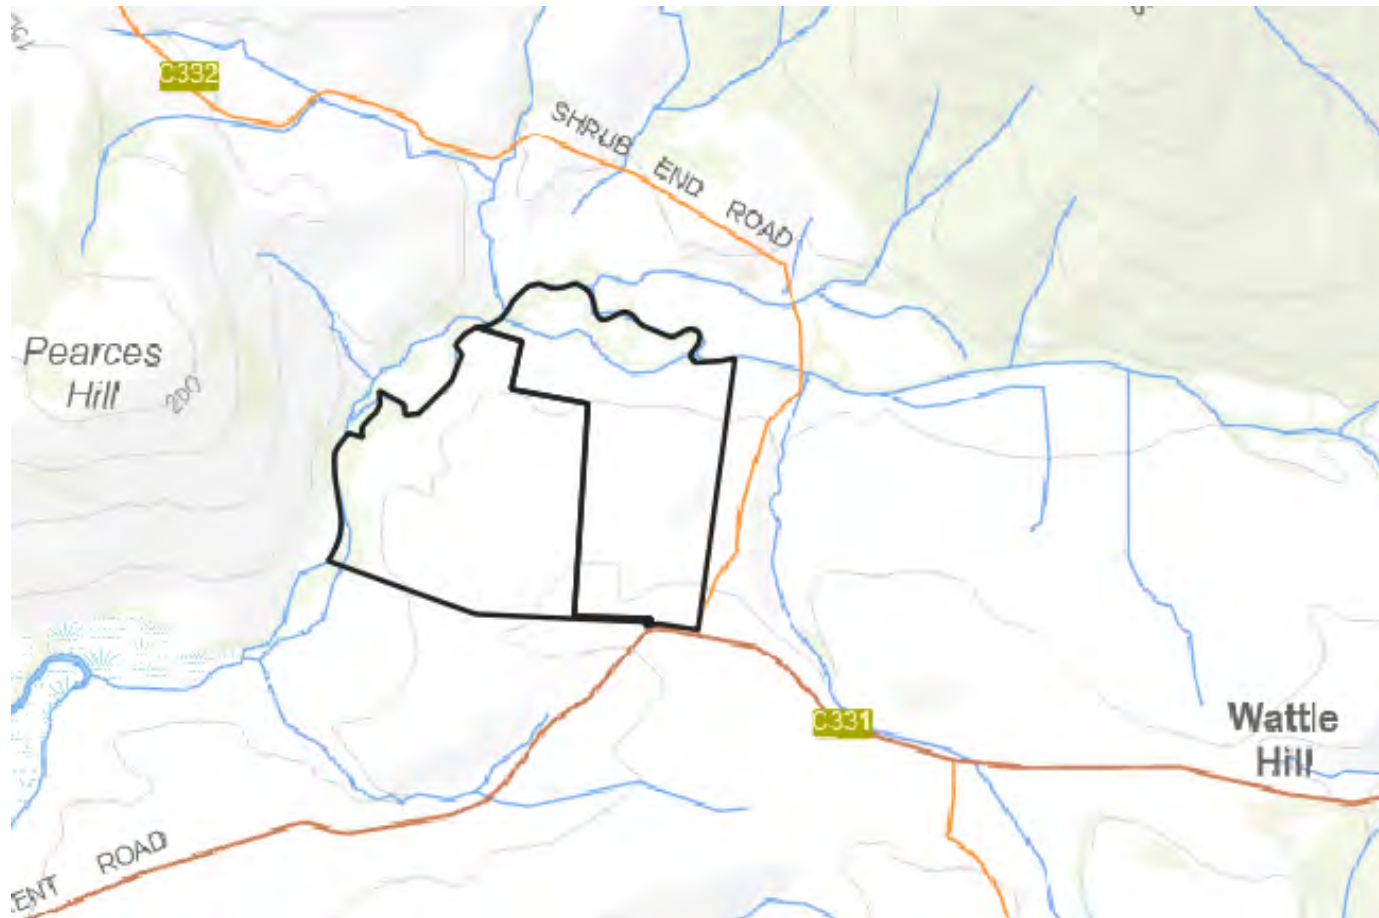 C332
SHRUB END ROAD
Pearces
Hill
200
C331
Wattle
Hill
ENT ROAD